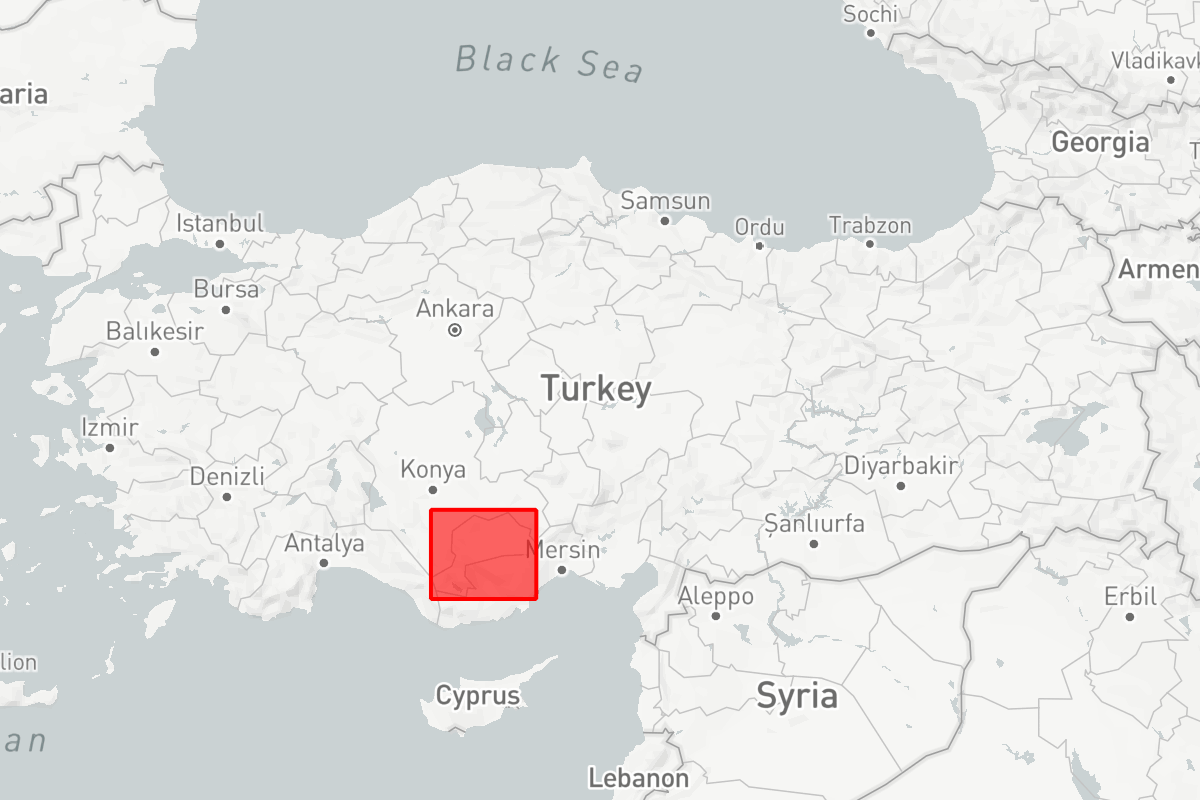 Sochi
Black Sea
Vladikavk
aria
Georgia
T
Samsun
Istanbul
Ordu
Trabzon
Armen
Bursa
Ankara
Balıkesir
Turkey
Izmir
Konya
Denizli
Diyarbakir
Şanlıurfa
Antalya
Mersin
Aleppo
Erbil
lion
Cyprus
Syria
an
Lebanon